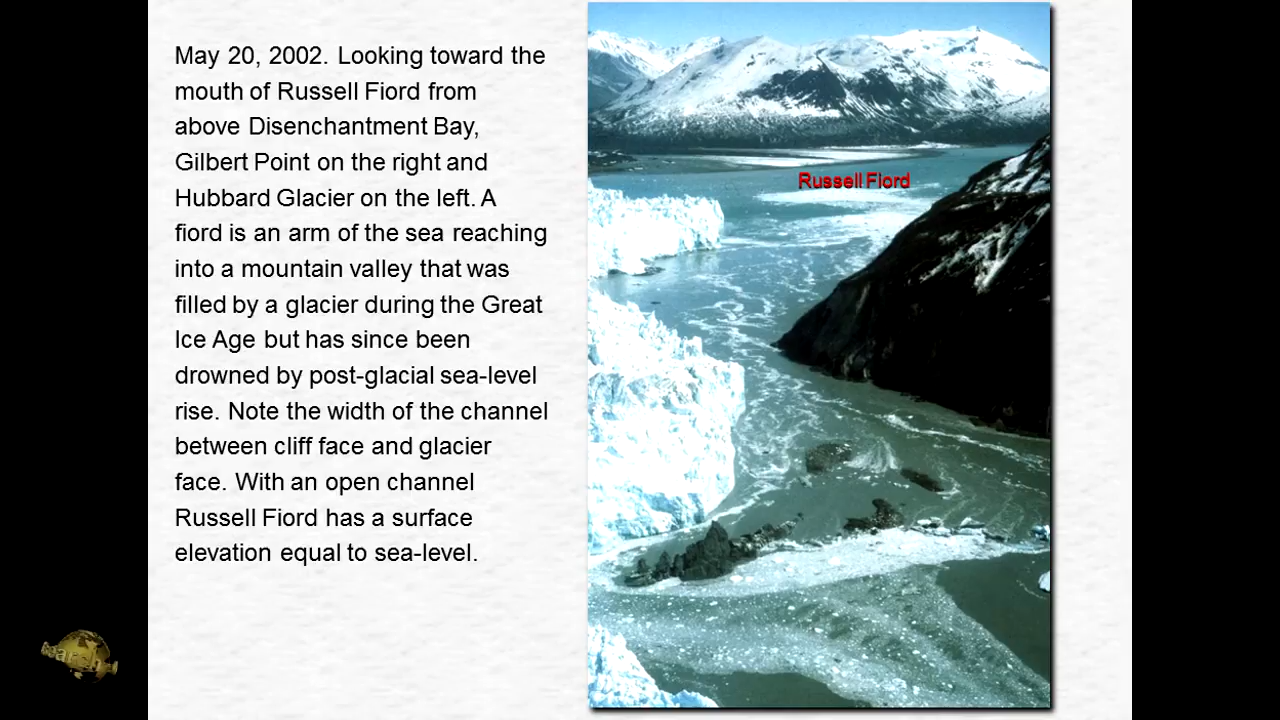 May 20, 2002. Looking toward the
mouth of Russell Fiord from
above Disenchantment Bay,
Gilbert Point on the right and
Hubbard Glacier on the left. A
fiord is an arm of the sea reaching
into a mountain valley that was
filled by a glacier during the Great
Ice Age but has since been
drowned by post-glacial sea-level
rise. Note the width of the channel
between cliff face and glacier
face. With an open channel
Russell Fiord has a surface
elevation equal to sea-level.
Russell Fiord